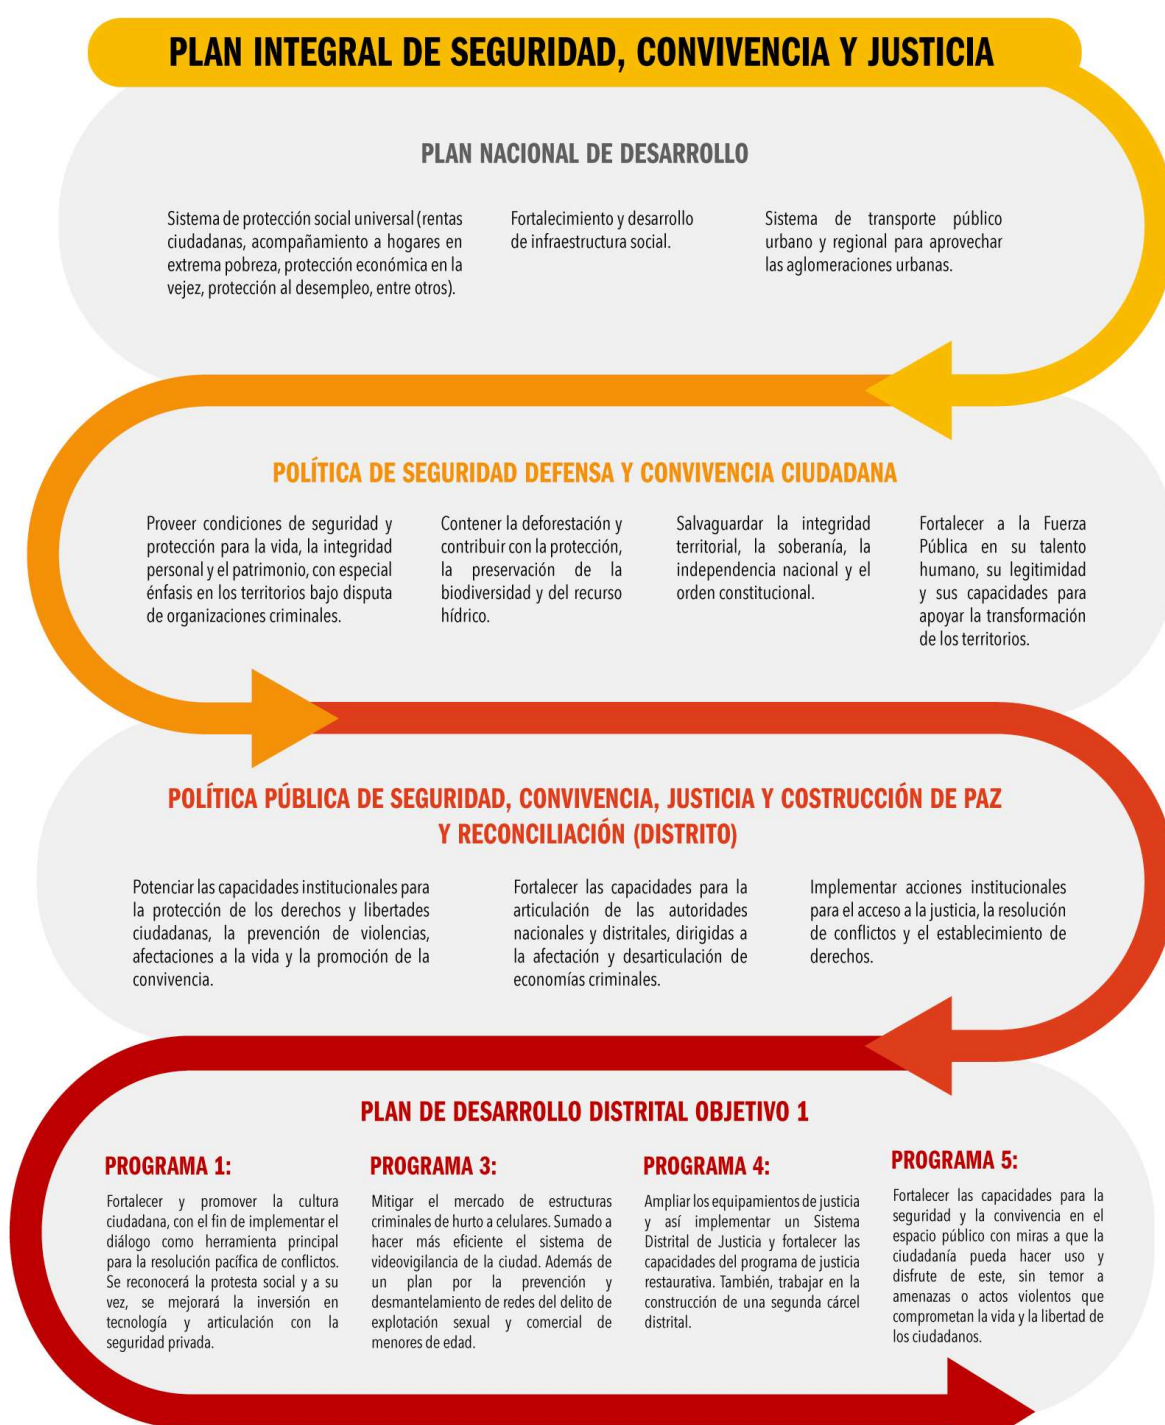 PLAN INTEGRAL DE SEGURIDAD, CONVIVENCIA Y JUSTICIA
PLAN NACIONAL DE DESARROLLO
Sistema de protección social universal (rentas
ciudadanas, acompañamiento a hogares en
extrema pobreza, protección económica en la
vejez, protección al desempleo, entre otros).
Fortalecimiento y desarrollo
de infraestructura social.
Sistema de transporte público
urbano y regional para aprovechar
las aglomeraciones urbanas.
POLÍTICA DE SEGURIDAD DEFENSA Y CONVIVENCIA CIUDADANA
Proveer condiciones de seguridad y
protección para la vida, la integridad
personal y el patrimonio, con especial
énfasis en los territorios bajo disputa
de organizaciones criminales.
Contener la deforestación y
contribuir con la protección,
la preservación de la
biodiversidad y del recurso
hídrico.
Salvaguardar la integridad
territorial, la soberanía, la
independencia nacional y el
orden constitucional.
Fortalecer a la Fuerza
Pública en su talento
humano, su legitimidad
y sus capacidades para
apoyar la transformación
de los territorios.
POLÍTICA PÚBLICA DE SEGURIDAD, CONVIVENCIA, JUSTICIA Y COSTRUCCIÓN DE PAZ
Y RECONCILIACIÓN (DISTRITO)
Potenciar las capacidades institucionales para
la protección de los derechos y libertades
ciudadanas, la prevención de violencias,
afectaciones a la vida y la promoción de la
convivencia.
Fortalecer las capacidades para la
articulación de las autoridades
nacionales y distritales, dirigidas a
la afectación y desarticulación de
economías criminales.
Implementar acciones institucionales
para el acceso a la justicia, la resolución
de conflictos y el establecimiento de
derechos.
PLAN DE DESARROLLO DISTRITAL OBJETIVO 1
PROGRAMA 1:
Fortalecer y promover la cultura
ciudadana, con el fin de implementar el
diálogo como herramienta principal
para la resolución pacífica de conflictos.
Se reconocerá la protesta social y a su
vez, se mejorará la inversión en
tecnología y articulación con la
seguridad privada.
PROGRAMA 3:
Mitigar el mercado de estructuras
criminales de hurto a celulares. Sumado a
hacer más eficiente el sistema de
videovigilancia de la ciudad. Además de
un plan por la prevención y
desmantelamiento de redes del delito de
explotación sexual y comercial de
menores de edad.
PROGRAMA 4:
Ampliar los equipamientos de justicia
y así implementar un Sistema
Distrital de Justicia y fortalecer las
capacidades del programa de justicia
restaurativa. También, trabajar en la
construcción de una segunda cárcel
distrital.
PROGRAMA 5:
Fortalecer las capacidades para la
seguridad y la convivencia en el
espacio público con miras a que la
ciudadanía pueda hacer uso y
disfrute de este, sin temor a
amenazas o actos violentos que
comprometan la vida y la libertad de
los ciudadanos.